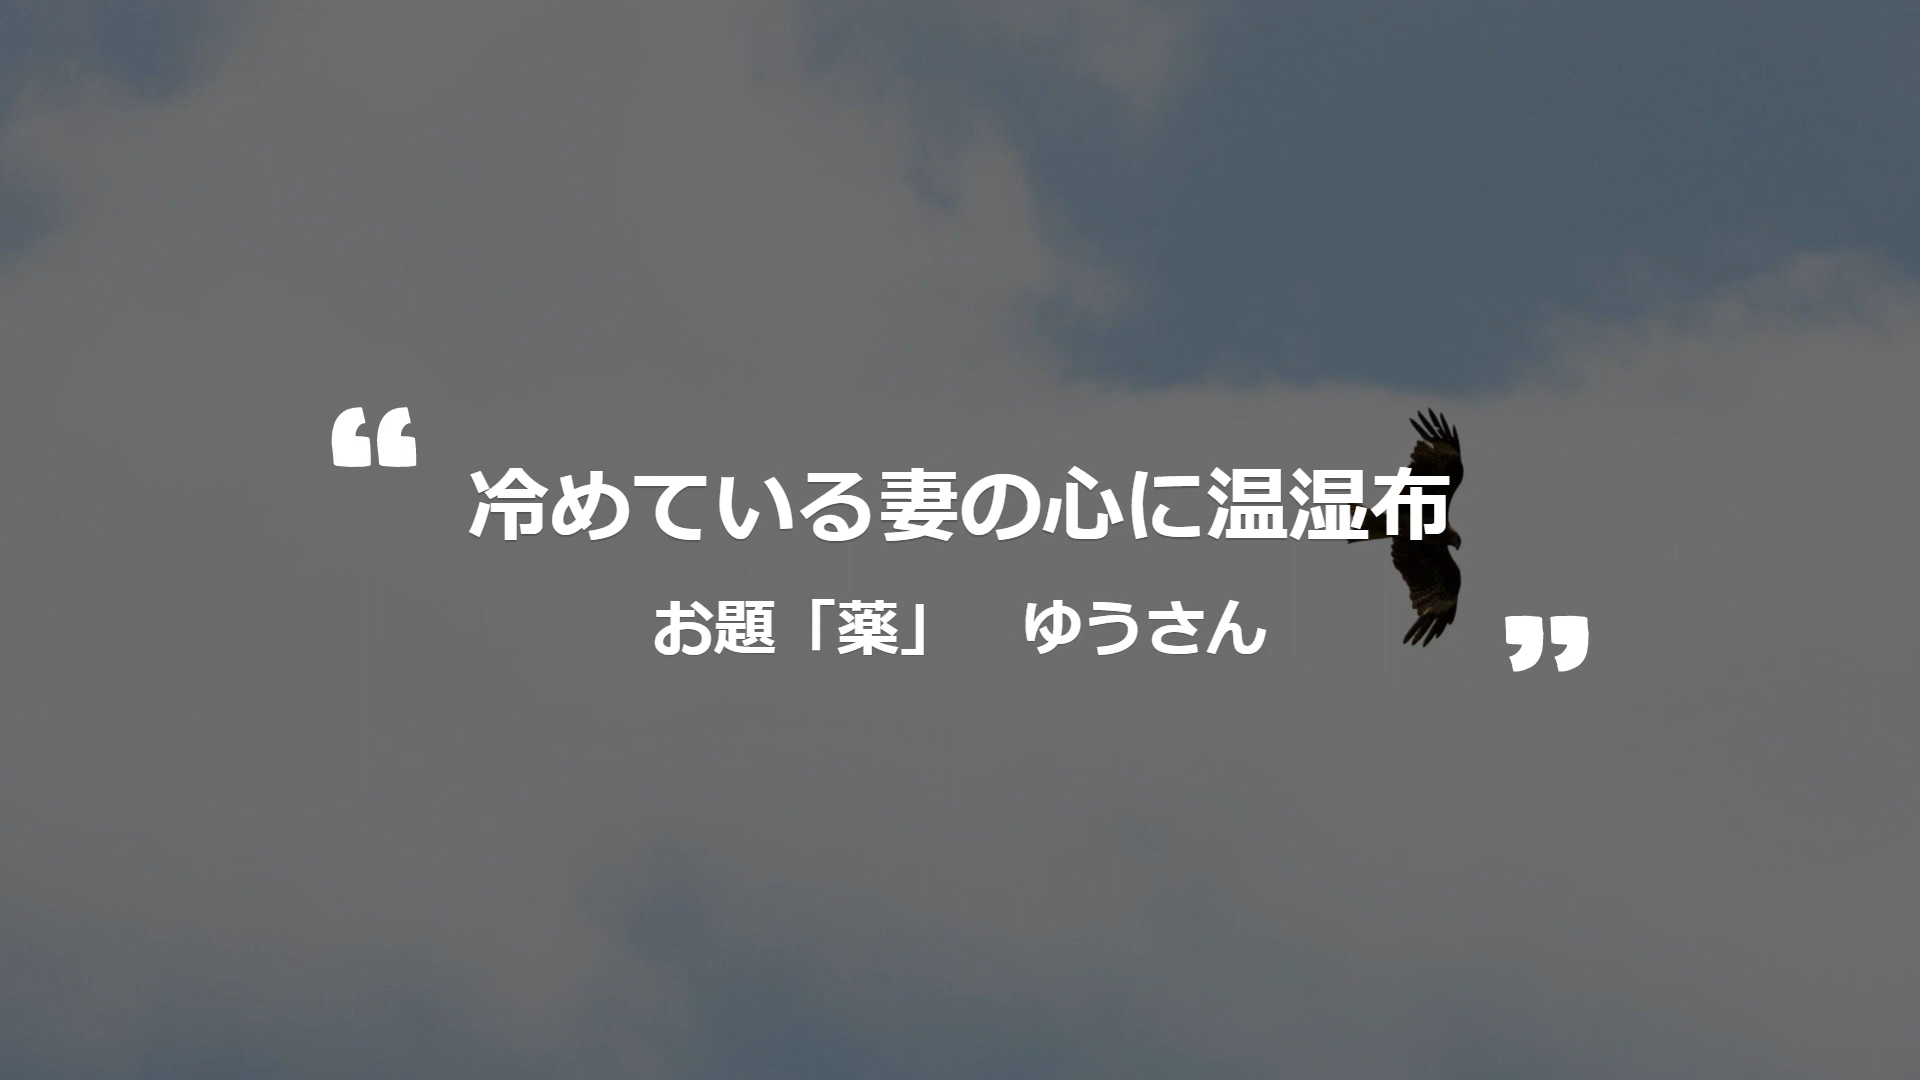 “
冷めている妻の心に温湿布
お題「薬」　ゆうさん
”